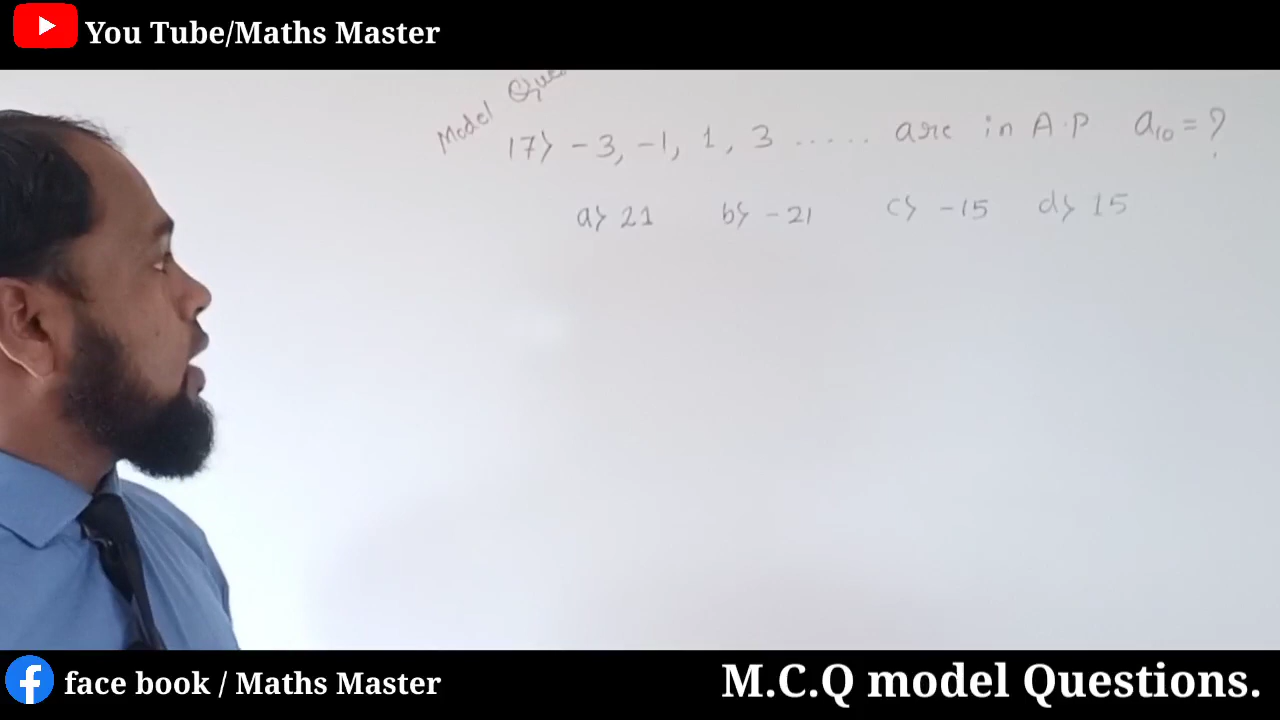 You Tube/Maths Master
Model
17) -3, -1, 1, 3 ..... are in A.P a₁₀ = ?
a) 21 b) -21 c) -15 d) 15
face book / Maths Master
M.C.Q model Questions.